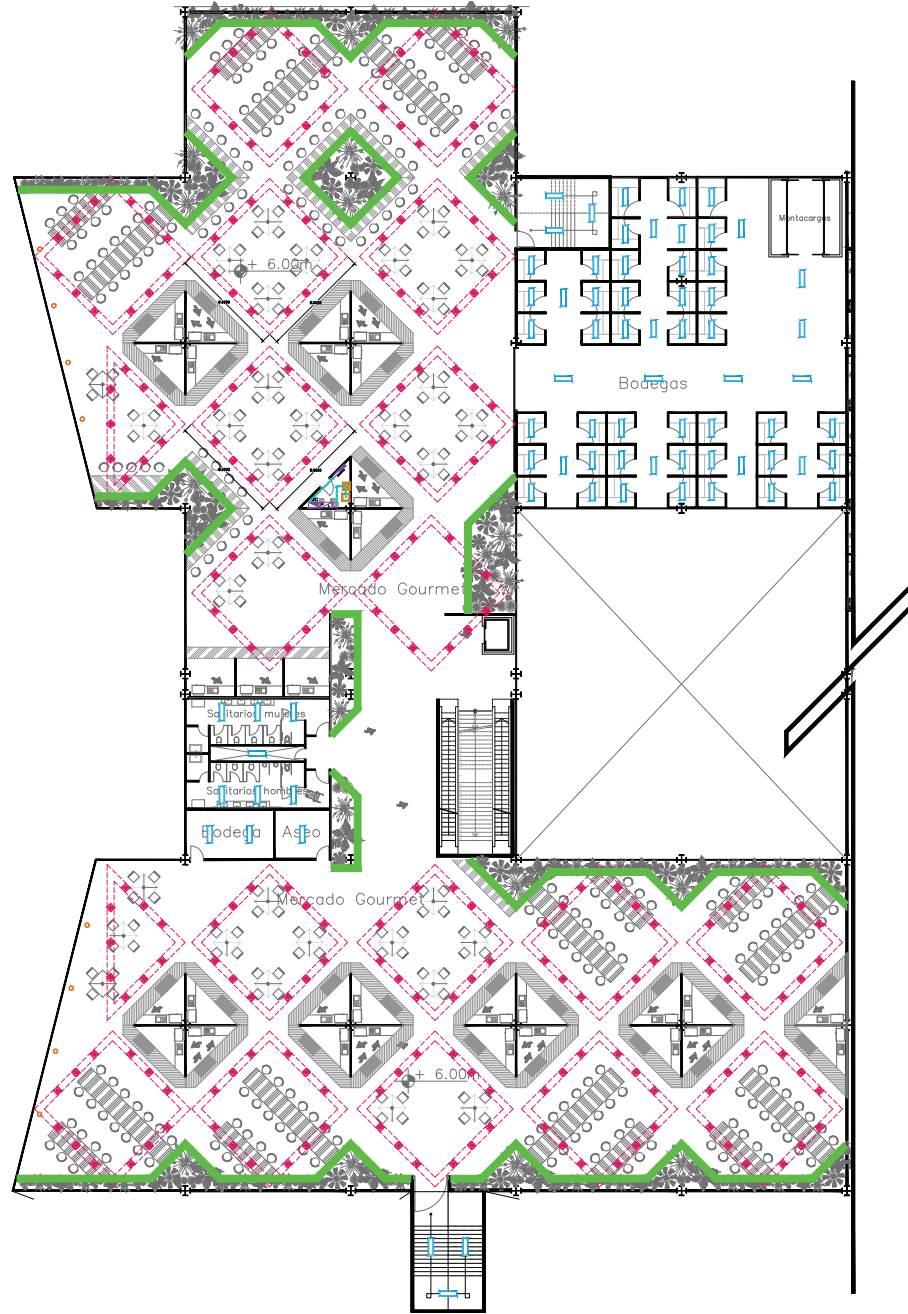 Montacargas
+ 6.00m
Bodegas
Mercado Gourmet
Sanitarios mujeres
Sanitarios hombres
Bodega
Aseo
Mercado Gourmet
+ 6.00m